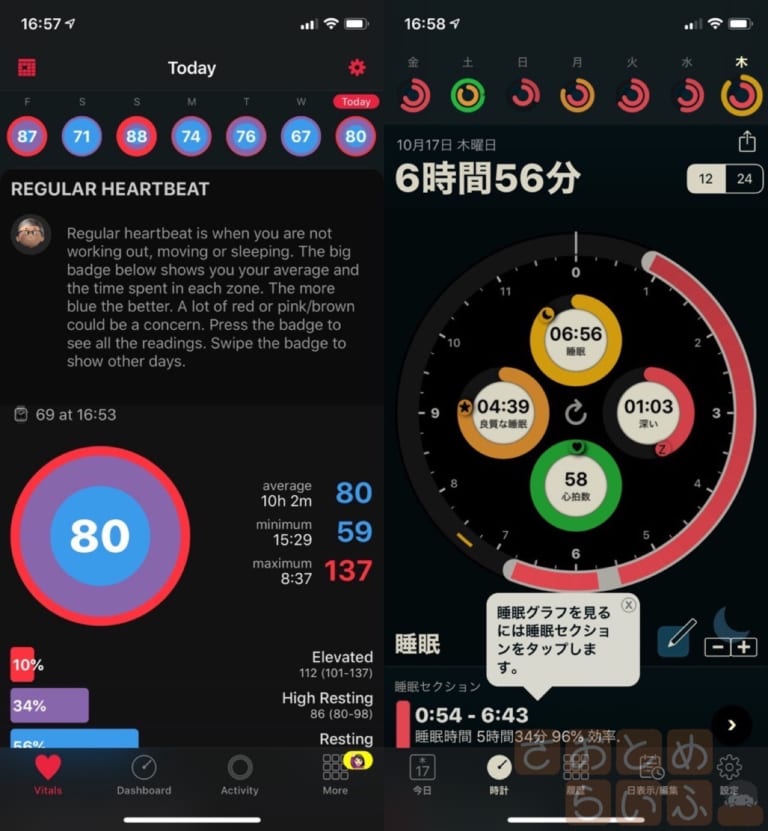 16:57
Today
F S S M T W Today
87 71 88 74 76 67 80
REGULAR HEARTBEAT
Regular heartbeat is when you are not
working out, moving or sleeping. The big
badge below shows you your average and
the time spent in each zone. The more
blue the better. A lot of red or pink/brown
could be a concern. Press the badge to
see all the readings. Swipe the badge to
show other days.
69 at 16:53
80
average
10h 2m
80
minimum
15:29
59
maximum
8:37
137
10%
Elevated
112 (101-137)
34%
High Resting
86 (80-98)
56%
Resting
Vitals Dashboard Activity More
16:58
金 土 日 月 火 水 木
10月17日 木曜日
6時間56分
12 24
0
1
2
3
4
5
6
7
8
9
10
11
06:56
睡眠
04:39
良質な睡眠
01:03
深い
Z
58
心拍数
睡眠グラフを見る
には睡眠セクショ
ンをタップしま
す。
睡眠
睡眠セクション
0:54 - 6:43
睡眠時間 5時間34分 96% 効率.
木
17
今日 時計 履歴 日表示/編集 設定
さおとめ
らいふ